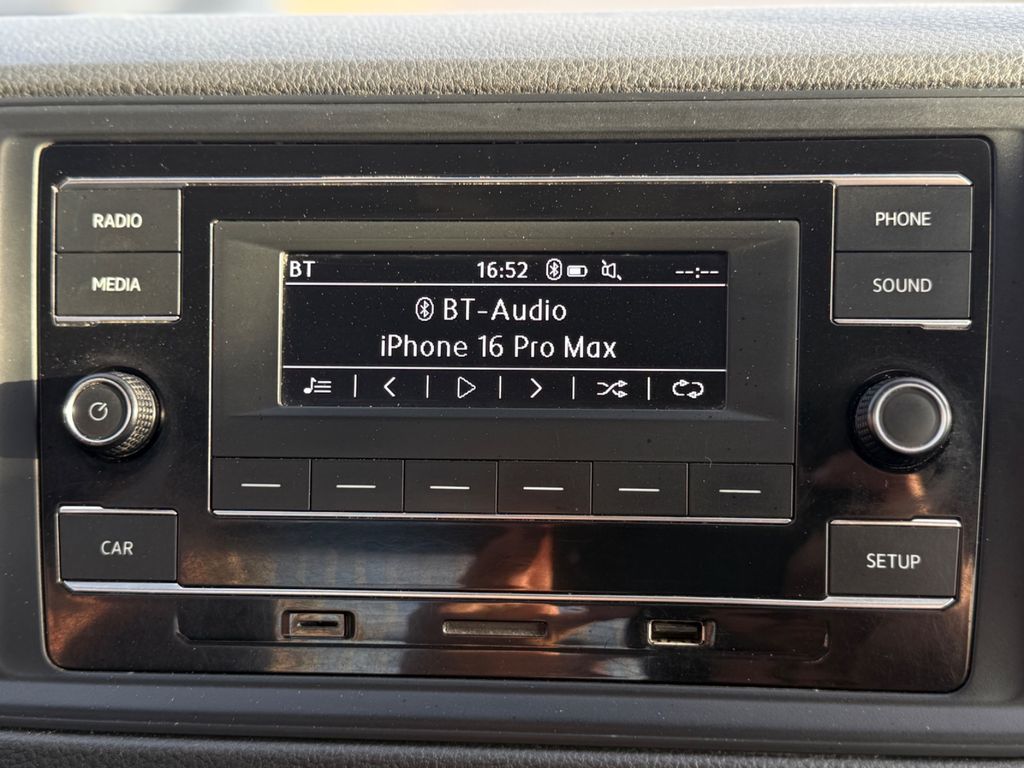 RADIO
MEDIA
PHONE
SOUND
BT 16:52 --:--
BT-Audio
iPhone 16 Pro Max
CAR
SETUP